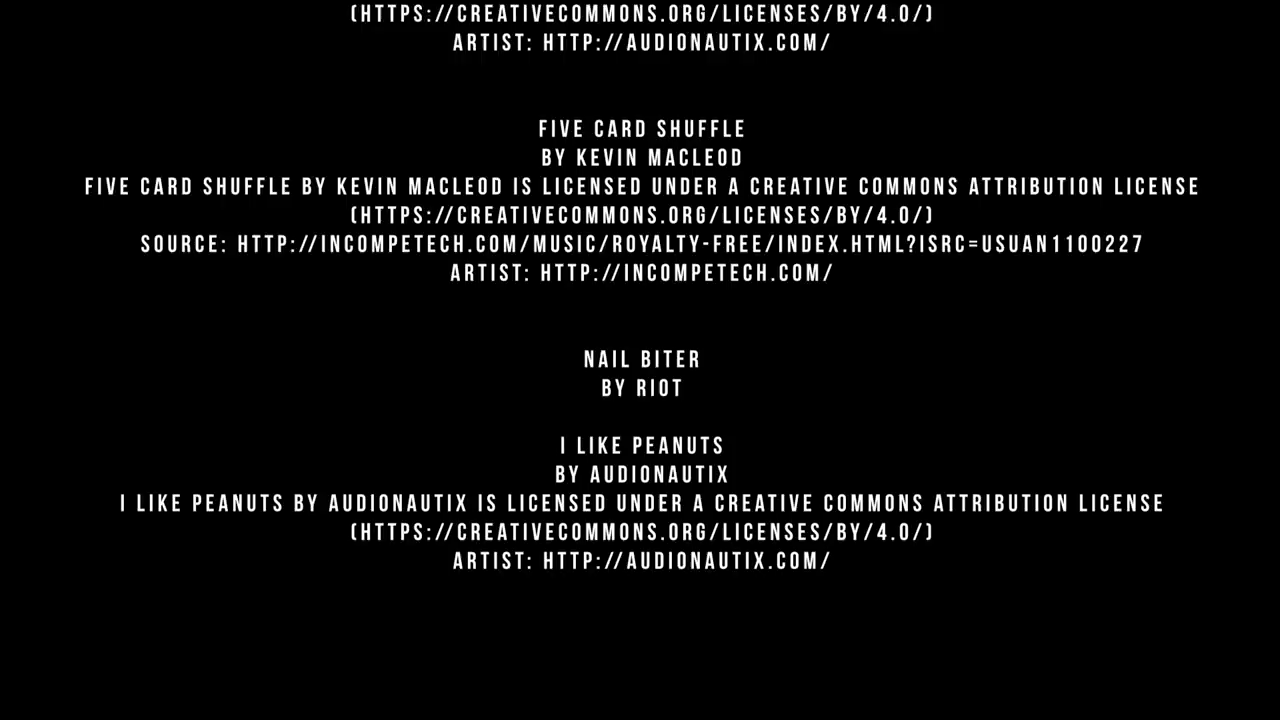 (HTTPS://CREATIVECOMMONS.ORG/LICENSES/BY/4.0/)
ARTIST: HTTP://AUDIONAUTIX.COM/
FIVE CARD SHUFFLE
BY KEVIN MACLEOD
FIVE CARD SHUFFLE BY KEVIN MACLEOD IS LICENSED UNDER A CREATIVE COMMONS ATTRIBUTION LICENSE
(HTTPS://CREATIVECOMMONS.ORG/LICENSES/BY/4.0/)
SOURCE: HTTP://INCOMPETECH.COM/MUSIC/ROYALTY-FREE/INDEX.HTML?ISRC=USUAN1100227
ARTIST: HTTP://INCOMPETECH.COM/
NAIL BITER
BY RIOT
I LIKE PEANUTS
BY AUDIONAUTIX
I LIKE PEANUTS BY AUDIONAUTIX IS LICENSED UNDER A CREATIVE COMMONS ATTRIBUTION LICENSE
(HTTPS://CREATIVECOMMONS.ORG/LICENSES/BY/4.0/)
ARTIST: HTTP://AUDIONAUTIX.COM/